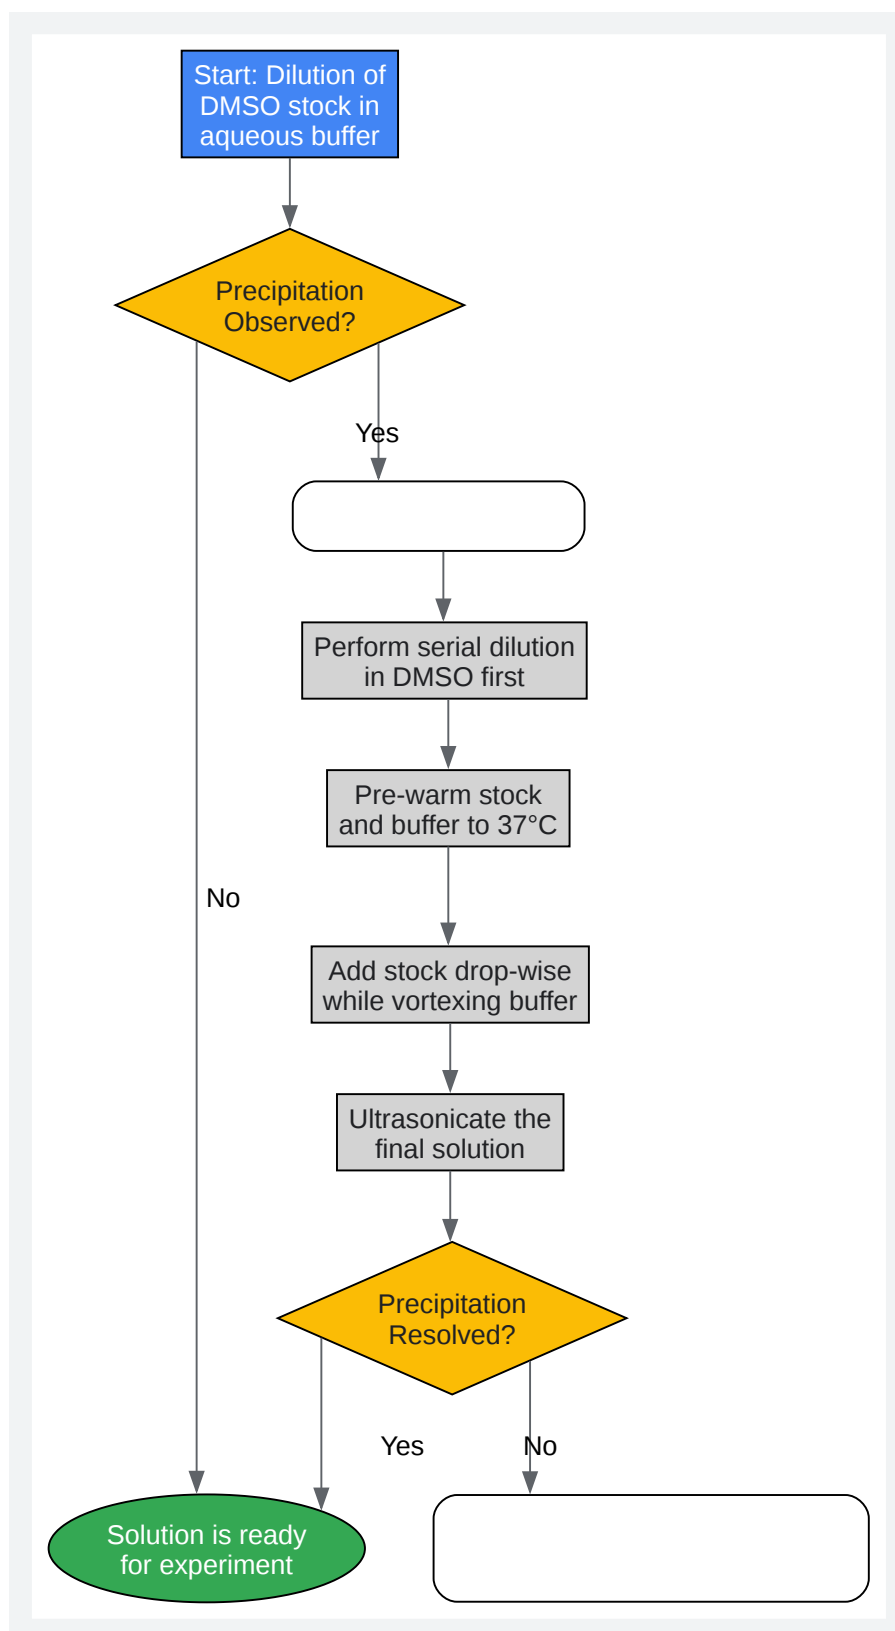 Start: Dilution of
DMSO stock in
aqueous buffer
Precipitation
Observed?
Yes
Perform serial dilution
in DMSO first
Pre-warm stock
and buffer to 37°C
No
Add stock drop-wise
while vortexing buffer
Ultrasonicate the
final solution
Precipitation
Resolved?
Yes
No
Solution is ready
for experiment